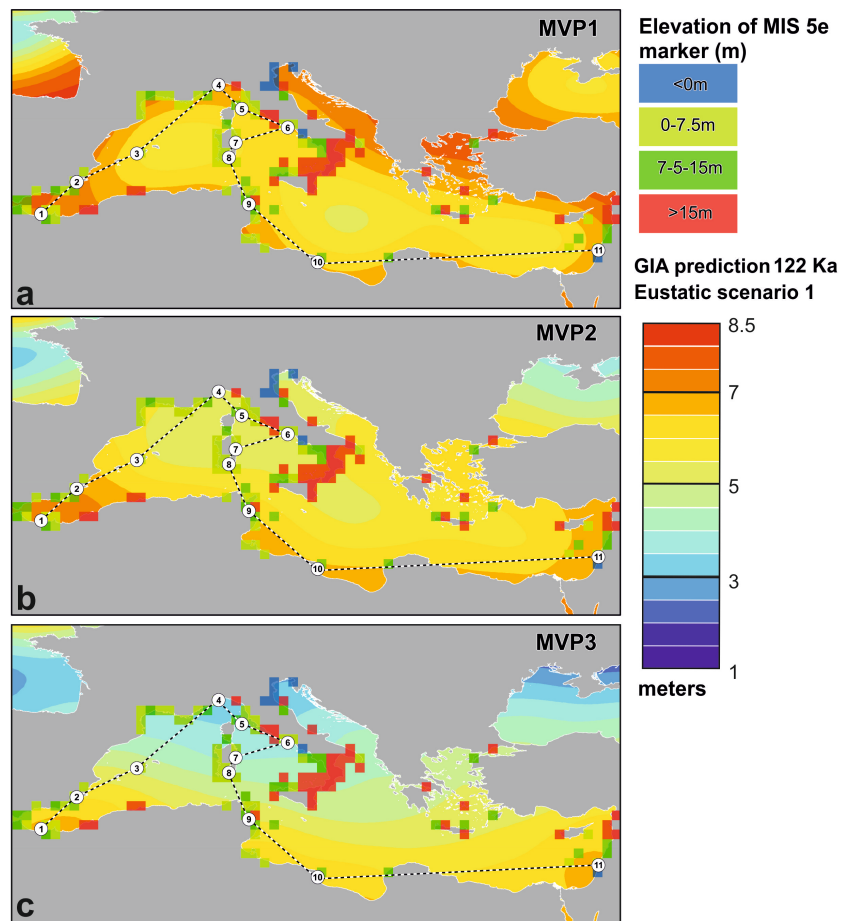 MVP1
1
2
3
4
5
6
7
8
9
10
11
a
MVP2
1
2
3
4
5
6
7
8
9
10
11
b
MVP3
1
2
3
4
5
6
7
8
9
10
11
c
Elevation of MIS 5e
marker (m)
<0m
0-7.5m
7-5-15m
>15m
GIA prediction 122 Ka
Eustatic scenario 1
8.5
7
5
3
1
meters